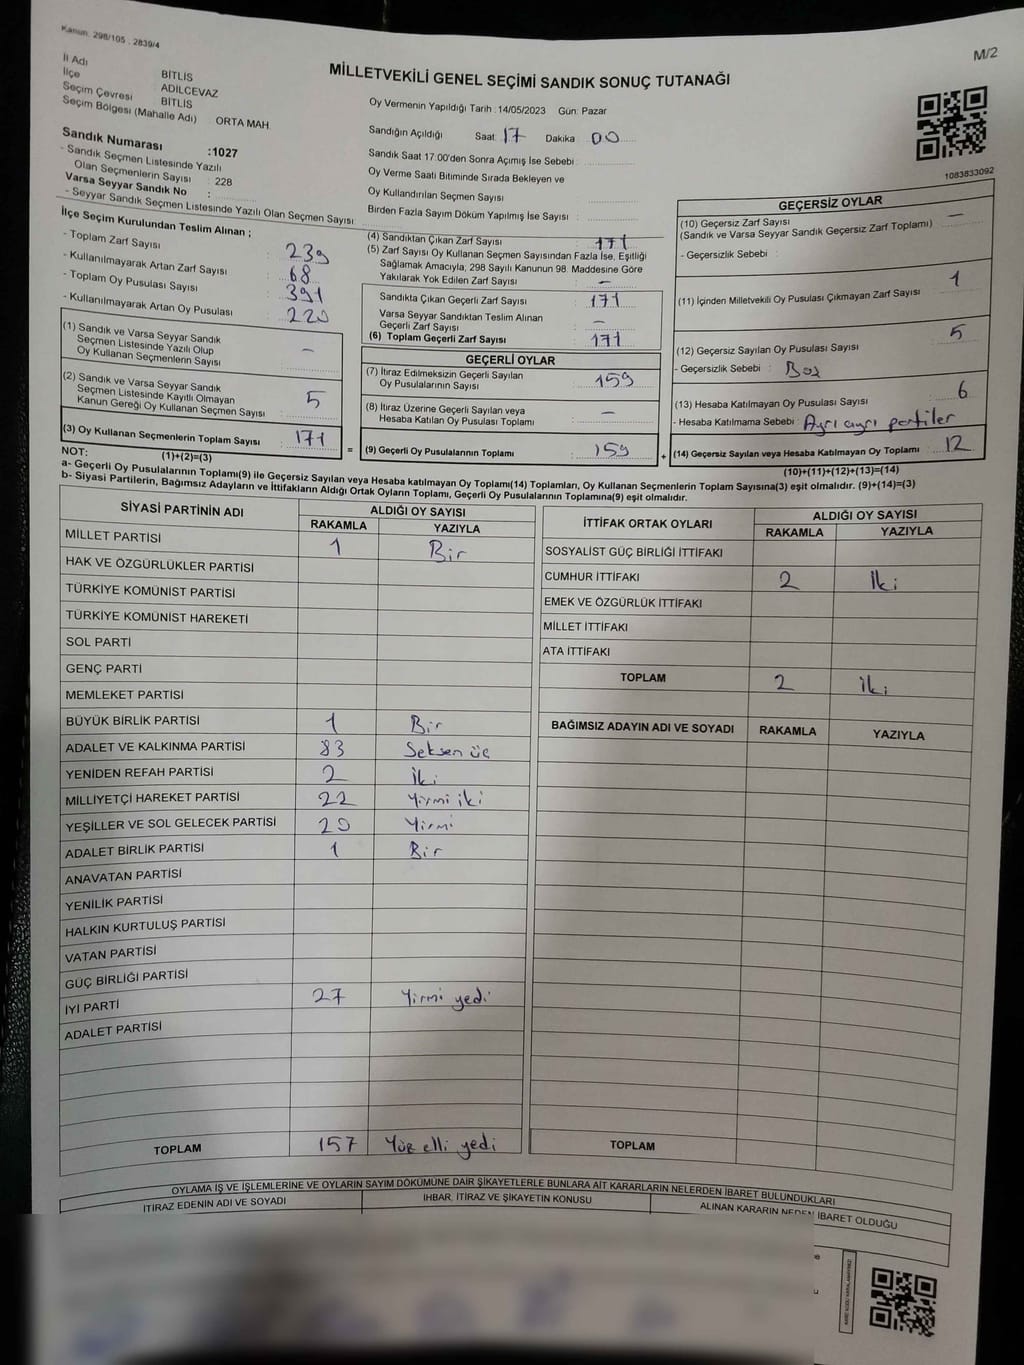 Kanun. 298/105 . 2839/4
M/2
MİLLETVEKİLİ GENEL SEÇİMİ SANDIK SONUÇ TUTANAĞI
İl Adı BİTLİS
İlçe ADİLCEVAZ
Seçim Çevresi BİTLİS
Seçim Bölgesi (Mahalle Adı) ORTA MAH.
Sandık Numarası :1027
- Sandık Seçmen Listesinde Yazılı
Olan Seçmenlerin Sayısı : 228
Varsa Seyyar Sandık No :
- Seyyar Sandık Seçmen Listesinde Yazılı Olan Seçmen Sayısı
Oy Vermenin Yapıldığı Tarih : 14/05/2023 Gün: Pazar
Sandığın Açıldığı Saat: 17 Dakika 00
Sandık Saat 17:00'den Sonra Açımış İse Sebebi :
Oy Verme Saati Bitiminde Sırada Bekleyen ve
Oy Kullandırılan Seçmen Sayısı :
Birden Fazla Sayım Döküm Yapılmış İse Sayısı :
1083833092
İlçe Seçim Kurulundan Teslim Alınan ;
- Toplam Zarf Sayısı : 239
- Kullanılmayarak Artan Zarf Sayısı : 68
- Toplam Oy Pusulası Sayısı : 391
- Kullanılmayarak Artan Oy Pusulası : 220
(1) Sandık ve Varsa Seyyar Sandık
Seçmen Listesinde Yazılı Olup
Oy Kullanan Seçmenlerin Sayısı : –
(2) Sandık ve Varsa Seyyar Sandık
Seçmen Listesinde Kayıtlı Olmayan
Kanun Gereği Oy Kullanan Seçmen Sayısı : 5
(3) Oy Kullanan Seçmenlerin Toplam Sayısı : 171
(1)+(2)=(3)
(4) Sandıktan Çıkan Zarf Sayısı : 171
(5) Zarf Sayısı Oy Kullanan Seçmen Sayısından Fazla İse, Eşitliği
Sağlamak Amacıyla, 298 Sayılı Kanunun 98. Maddesine Göre
Yakılarak Yok Edilen Zarf Sayısı : –
Sandıkta Çıkan Geçerli Zarf Sayısı : 171
Varsa Seyyar Sandıktan Teslim Alınan
Geçerli Zarf Sayısı : –
(6) Toplam Geçerli Zarf Sayısı : 171
GEÇERLİ OYLAR
(7) İtiraz Edilmeksizin Geçerli Sayılan
Oy Pusulalarının Sayısı : 159
(8) İtiraz Üzerine Geçerli Sayılan veya
Hesaba Katılan Oy Pusulası Toplamı : –
= (9) Geçerli Oy Pusulalarının Toplamı : 159 +
GEÇERSİZ OYLAR
(10) Geçersiz Zarf Sayısı : –
(Sandık ve Varsa Seyyar Sandık Geçersiz Zarf Toplamı)
- Geçersizlik Sebebi :
(11) İçinden Milletvekili Oy Pusulası Çıkmayan Zarf Sayısı : 1
(12) Geçersiz Sayılan Oy Pusulası Sayısı : 5
- Geçersizlik Sebebi : Boş
(13) Hesaba Katılmayan Oy Pusulası Sayısı : 6
- Hesaba Katılmama Sebebi : Ayrı ayrı partiler
(14) Geçersiz Sayılan veya Hesaba Katılmayan Oy Toplamı : 12
(10)+(11)+(12)+(13)=(14)
NOT:
a- Geçerli Oy Pusulalarının Toplamı(9) ile Geçersiz Sayılan veya Hesaba katılmayan Oy Toplamı(14) Toplamları, Oy Kullanan Seçmenlerin Toplam Sayısına(3) eşit olmalıdır. (9)+(14)=(3)
b- Siyasi Partilerin, Bağımsız Adayların ve İttifakların Aldığı Ortak Oyların Toplamı, Geçerli Oy Pusulalarının Toplamına(9) eşit olmalıdır.
SİYASİ PARTİNİN ADI ALDIĞI OY SAYISI
RAKAMLA YAZIYLA
MİLLET PARTİSİ 1 Bir
HAK VE ÖZGÜRLÜKLER PARTİSİ
TÜRKİYE KOMÜNİST PARTİSİ
TÜRKİYE KOMÜNİST HAREKETİ
SOL PARTİ
GENÇ PARTİ
MEMLEKET PARTİSİ
BÜYÜK BİRLİK PARTİSİ 1 Bir
ADALET VE KALKINMA PARTİSİ 83 Seksen üç
YENİDEN REFAH PARTİSİ 2 İki
MİLLİYETÇİ HAREKET PARTİSİ 22 Yirmi iki
YEŞİLLER VE SOL GELECEK PARTİSİ 20 Yirmi
ADALET BİRLİK PARTİSİ 1 Bir
ANAVATAN PARTİSİ
YENİLİK PARTİSİ
HALKIN KURTULUŞ PARTİSİ
VATAN PARTİSİ
GÜÇ BİRLİĞİ PARTİSİ
İYİ PARTİ 27 Yirmi yedi
ADALET PARTİSİ
TOPLAM 157 Yüz elli yedi
İTTİFAK ORTAK OYLARI ALDIĞI OY SAYISI
RAKAMLA YAZIYLA
SOSYALİST GÜÇ BİRLİĞİ İTTİFAKI
CUMHUR İTTİFAKI 2 İki
EMEK VE ÖZGÜRLÜK İTTİFAKI
MİLLET İTTİFAKI
ATA İTTİFAKI
TOPLAM 2 İki
BAĞIMSIZ ADAYIN ADI VE SOYADI RAKAMLA YAZIYLA
TOPLAM
OYLAMA İŞ VE İŞLEMLERİNE VE OYLARIN SAYIM DÖKÜMÜNE DAİR ŞİKAYETLERLE BUNLARA AİT KARARLARIN NELERDEN İBARET BULUNDUKLARI
İTİRAZ EDENİN ADI VE SOYADI İHBAR, İTİRAZ VE ŞİKAYETİN KONUSU ALINAN KARARIN NEDEN İBARET OLDUĞU